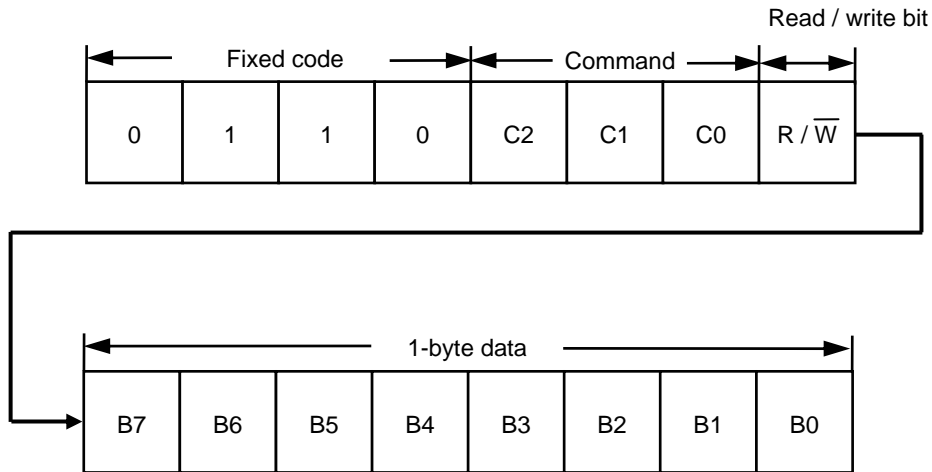 Read / write bit
Fixed code Command
0 1 1 0 C2 C1 C0 R / W̅
1-byte data
B7 B6 B5 B4 B3 B2 B1 B0